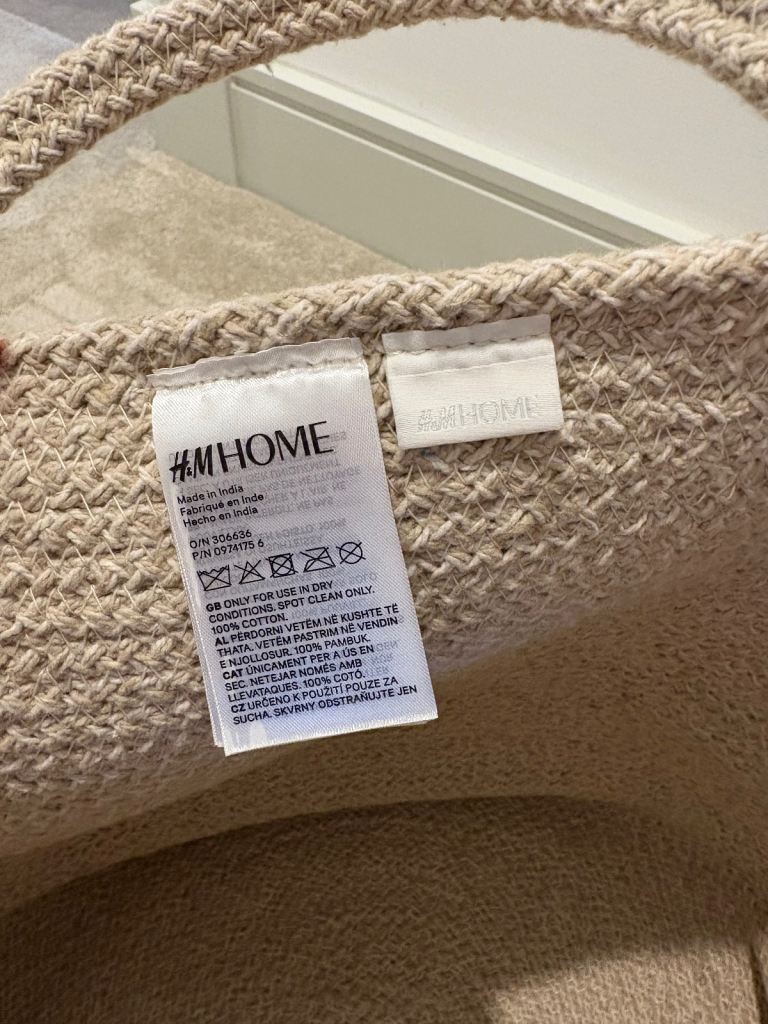 H&M HOME
Made in India
Fabriqué en Inde
Hecho en India
O/N 306636
P/N 0974175 6
GB ONLY FOR USE IN DRY
CONDITIONS. SPOT CLEAN ONLY.
100% COTTON.
AL PËRDORNI VETËM NË KUSHTE TË
THATA. VETËM PASTRIM NË VENDIN
E NJOLLOSUR. 100% PAMBUK.
CAT ÚNICAMENT PER A ÚS EN
SEC. NETEJAR NOMÉS AMB
LLEVATAQUES. 100% COTÓ.
CZ URČENO K POUŽITÍ POUZE ZA
SUCHA. SKVRNY ODSTRAŇUJTE JEN
H&M HOME